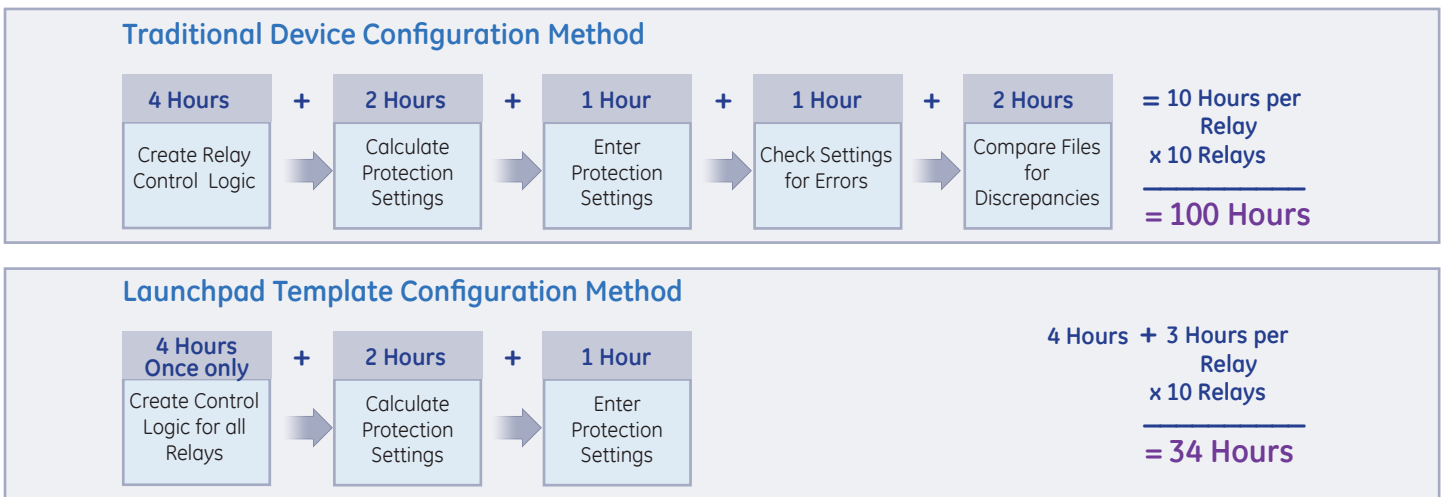 Traditional Device Configuration Method
4 Hours + 2 Hours + 1 Hour + 1 Hour + 2 Hours
Create Relay
Control Logic
Calculate
Protection
Settings
Enter
Protection
Settings
Check Settings
for Errors
Compare Files
for
Discrepancies
= 10 Hours per
Relay
x 10 Relays
= 100 Hours
Launchpad Template Configuration Method
4 Hours
Once only
+ 2 Hours + 1 Hour
Create Control
Logic for all
Relays
Calculate
Protection
Settings
Enter
Protection
Settings
4 Hours + 3 Hours per
Relay
x 10 Relays
= 34 Hours